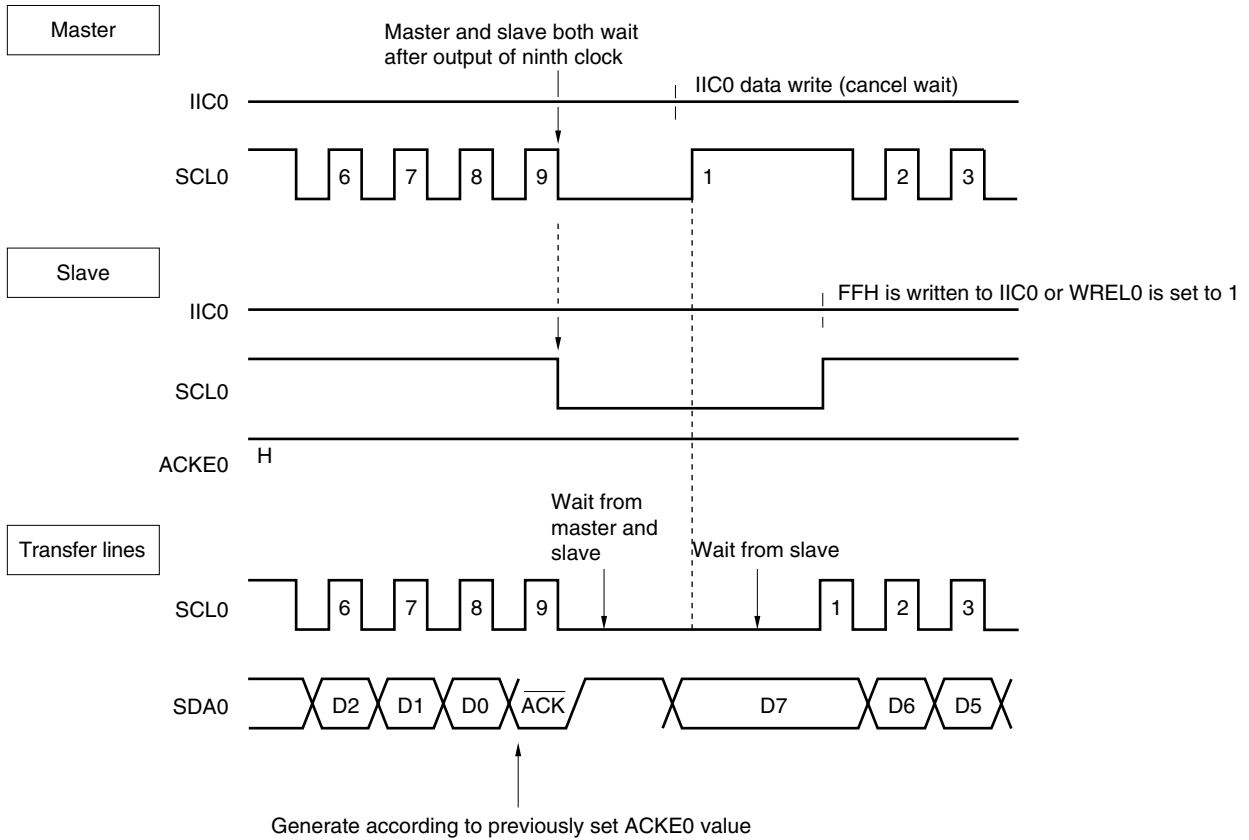 Master
Master and slave both wait
after output of ninth clock
IIC0
IIC0 data write (cancel wait)
SCL0
6 7 8 9 1 2 3
Slave
IIC0
FFH is written to IIC0 or WREL0 is set to 1
SCL0
ACKE0
H
Transfer lines
Wait from
master and
slave
Wait from slave
SCL0
6 7 8 9 1 2 3
SDA0
D2 D1 D0 ACK D7 D6 D5
Generate according to previously set ACKE0 value